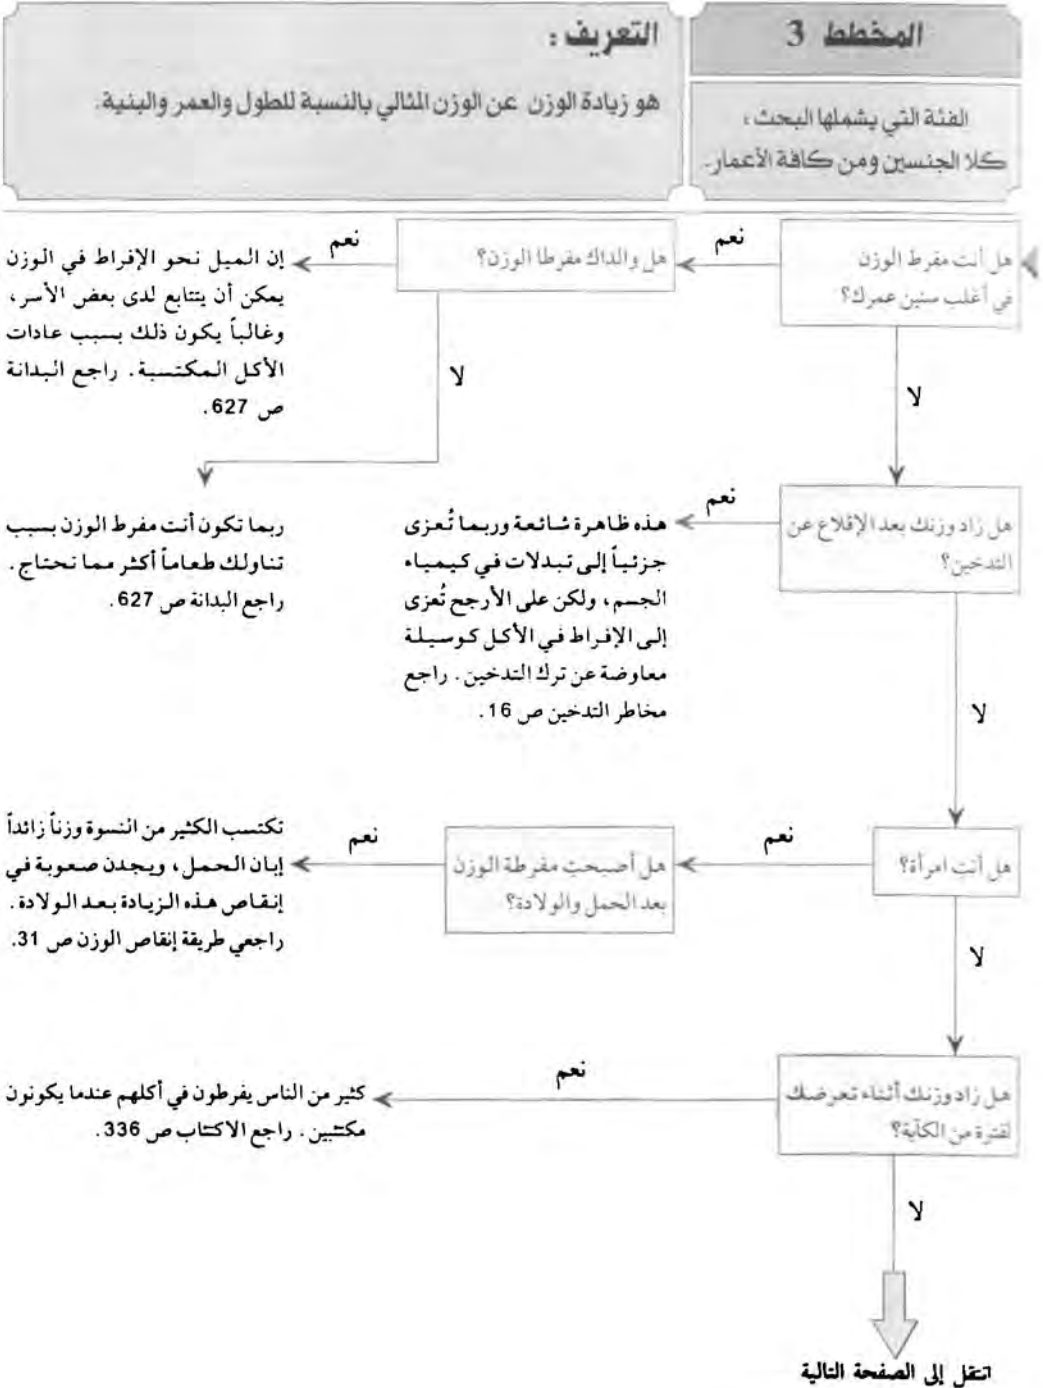 المخطط 3
الفئة التي يشملها البحث ،
كلا الجنسين ومن كافة الأعمار.
التعريف :
هو زيادة الوزن عن الوزن المثالي بالنسبة للطول والعمر والبنية.
هل أنت مفرط الوزن
في أغلب سنين عمرك؟
نعم
هل والداك مفرطا الوزن؟
نعم
إن الميل نحو الإفراط في الوزن
يمكن أن يتتابع لدى بعض الأسر ،
وغالباً يكون ذلك بسبب عادات
الأكل المكتسبة . راجع البدانة
ص 627 .
لا
لا
ربما تكون أنت مفرط الوزن بسبب
تناولك طعاماً أكثر مما تحتاج .
راجع البدانة ص 627 .
هل زاد وزنك بعد الإقلاع عن
التدخين؟
نعم
هذه ظاهرة شائعة وربما تُعزى
جزئياً إلى تبدلات في كيمياء
الجسم ، ولكن على الأرجح تُعزى
إلى الإفراط في الأكل كوسيلة
معاوضة عن ترك التدخين . راجع
مخاطر التدخين ص 16 .
لا
هل أنتِ امرأة؟
نعم
هل أصبحتِ مفرطة الوزن
بعد الحمل والولادة؟
نعم
تكتسب الكثير من النسوة وزناً زائداً
إبان الحمل ، ويجدن صعوبة في
إنقاص هذه الزيادة بعد الولادة .
راجعي طريقة إنقاص الوزن ص 31.
لا
هل زاد وزنك أثناء تعرضك
لفترة من الكآبة؟
نعم
كثير من الناس يفرطون في أكلهم عندما يكونون
مكتئبين . راجع الاكتئاب ص 336 .
لا
انتقل إلى الصفحة التالية